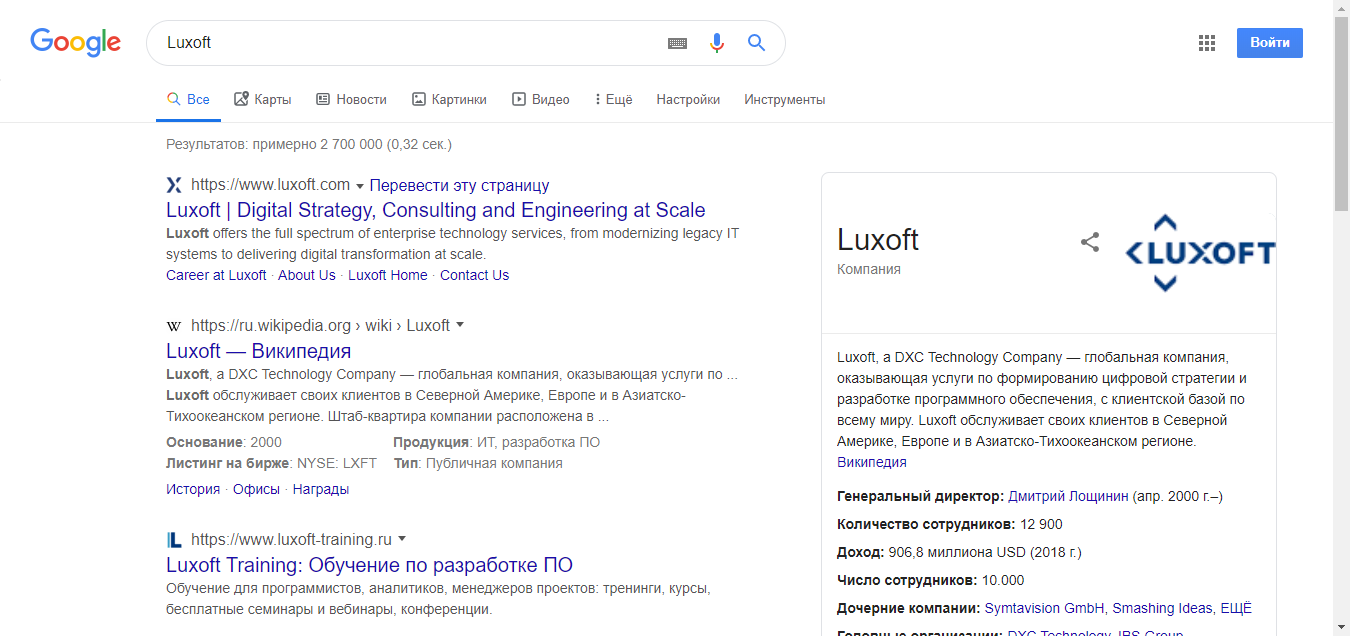 Google
Luxoft
Войти
Все Карты Новости Картинки Видео Ещё Настройки Инструменты
Результатов: примерно 2 700 000 (0,32 сек.)
https://www.luxoft.com Перевести эту страницу
Luxoft | Digital Strategy, Consulting and Engineering at Scale
Luxoft offers the full spectrum of enterprise technology services, from modernizing legacy IT
systems to delivering digital transformation at scale.
Career at Luxoft · About Us · Luxoft Home · Contact Us
https://ru.wikipedia.org › wiki › Luxoft
Luxoft — Википедия
Luxoft, a DXC Technology Company — глобальная компания, оказывающая услуги по ...
Luxoft обслуживает своих клиентов в Северной Америке, Европе и в Азиатско-
Тихоокеанском регионе. Штаб-квартира компании расположена в ...
Основание: 2000 Продукция: ИТ, разработка ПО
Листинг на бирже: NYSE: LXFT Тип: Публичная компания
История · Офисы · Награды
https://www.luxoft-training.ru
Luxoft Training: Обучение по разработке ПО
Обучение для программистов, аналитиков, менеджеров проектов: тренинги, курсы,
бесплатные семинары и вебинары, конференции.
Luxoft
Компания
LUXOFT
Luxoft, a DXC Technology Company — глобальная компания,
оказывающая услуги по формированию цифровой стратегии и
разработке программного обеспечения, с клиентской базой по
всему миру. Luxoft обслуживает своих клиентов в Северной
Америке, Европе и в Азиатско-Тихоокеанском регионе.
Википедия
Генеральный директор: Дмитрий Лощинин (апр. 2000 г.–)
Количество сотрудников: 12 900
Доход: 906,8 миллиона USD (2018 г.)
Число сотрудников: 10.000
Дочерние компании: Symtavision GmbH, Smashing Ideas, ЕЩЁ
Головные организации: DXC Technology, IBS Group